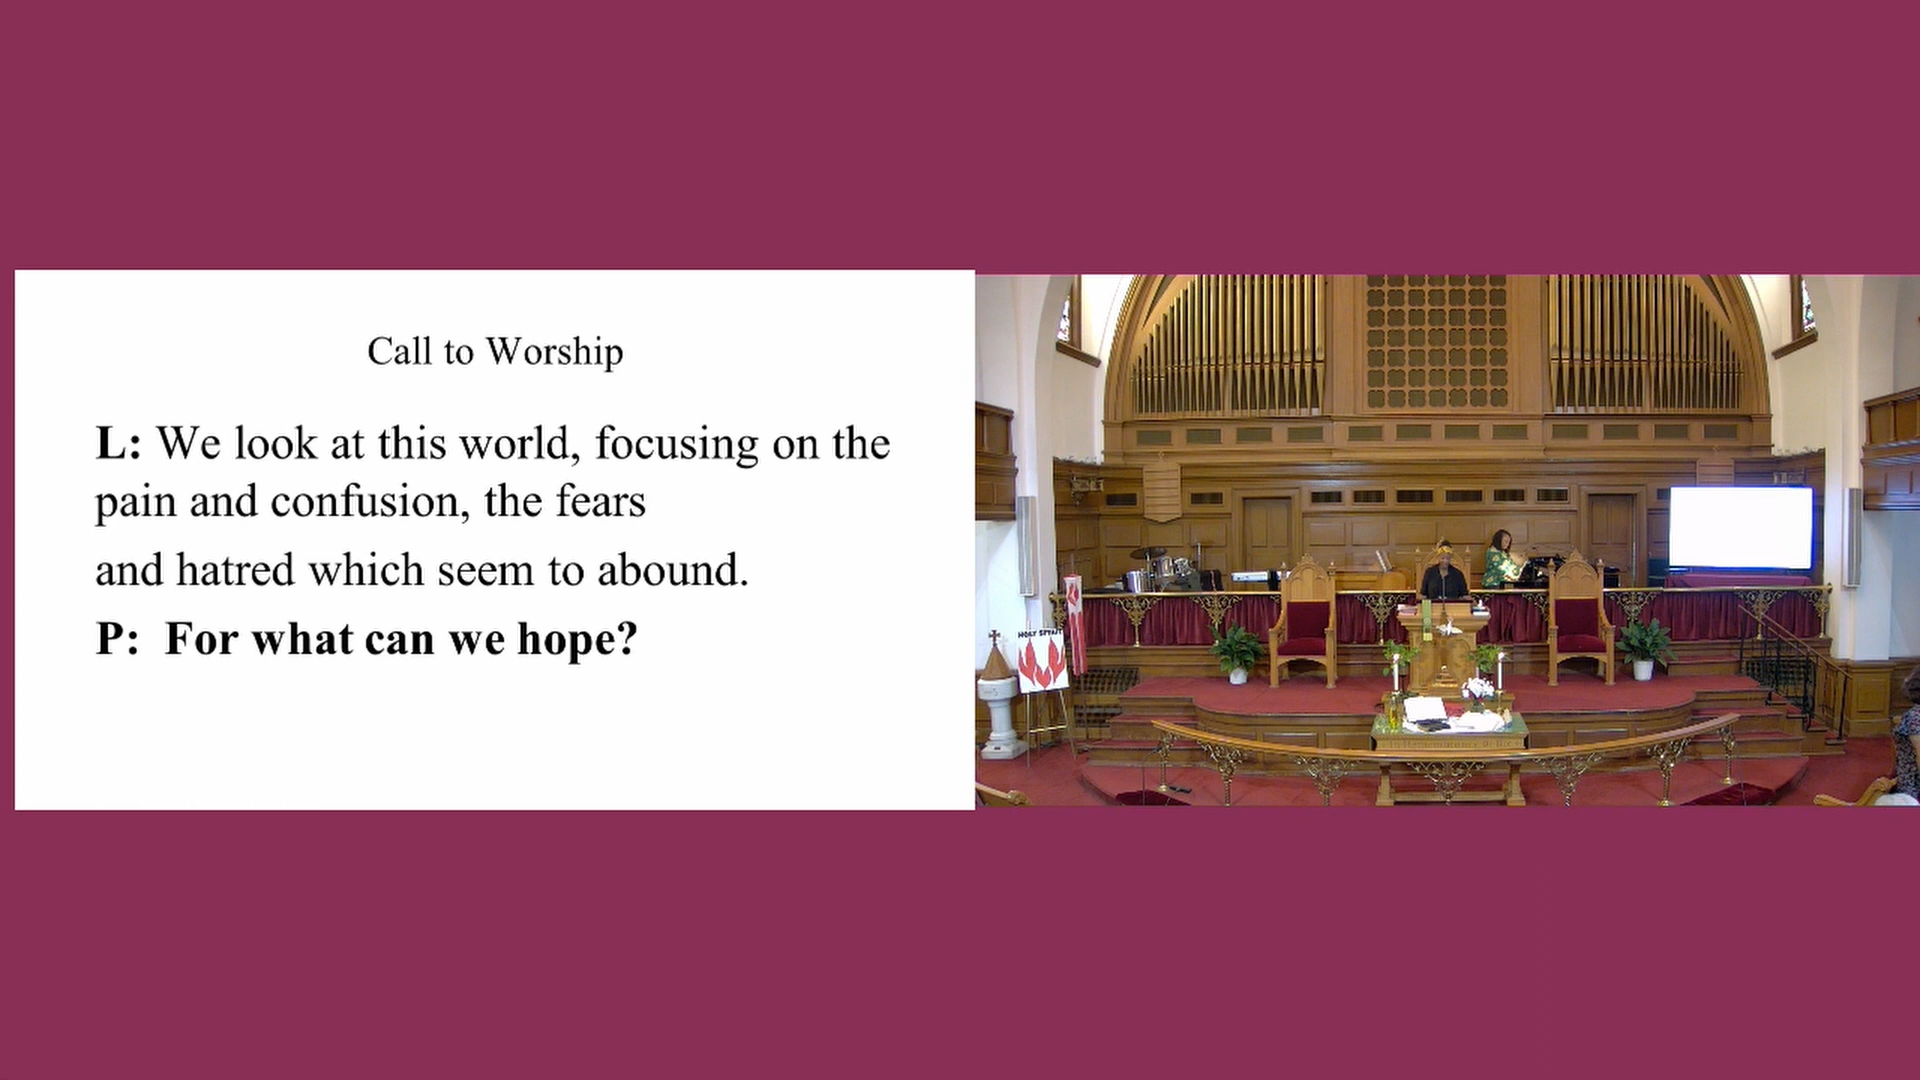 Call to Worship
L: We look at this world, focusing on the
pain and confusion, the fears
and hatred which seem to abound.
P: For what can we hope?
HOLY SPIRIT